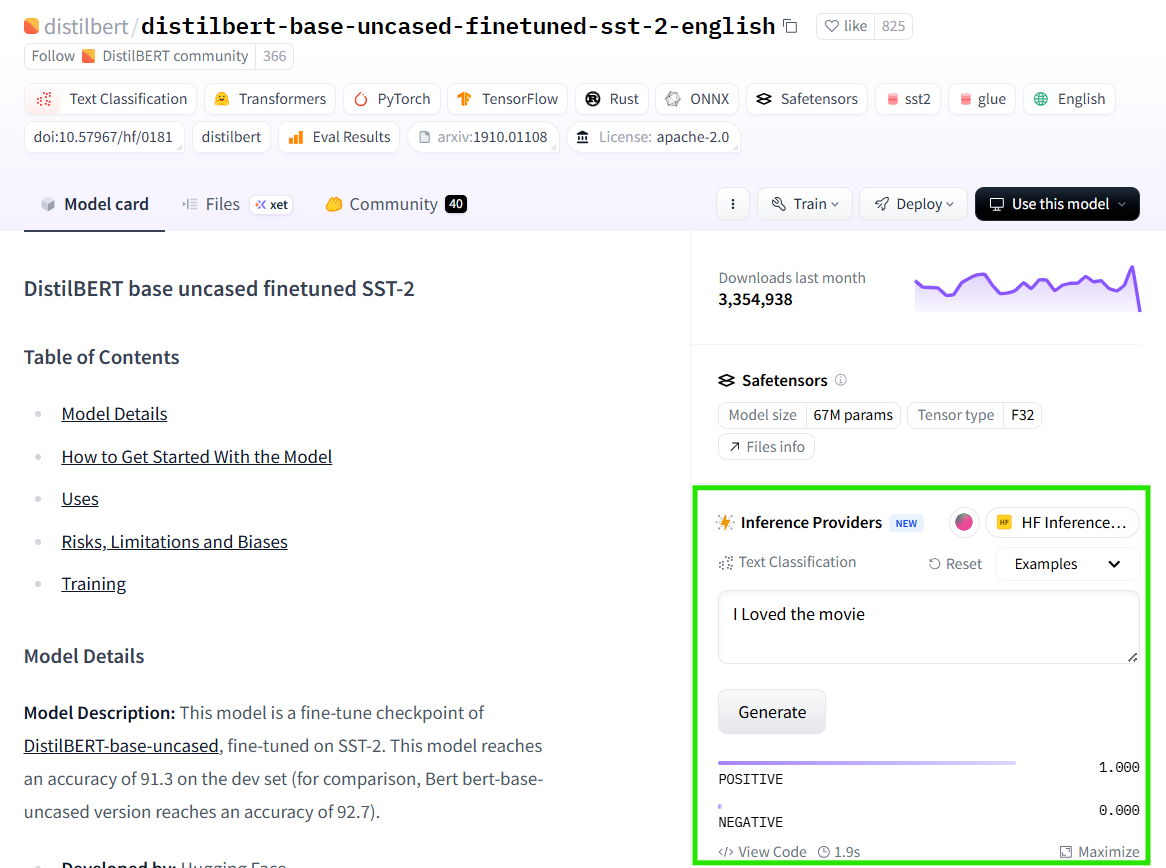 distilbert/distilbert-base-uncased-finetuned-sst-2-english like 825
Follow DistilBERT community 366
Text Classification Transformers PyTorch TensorFlow Rust ONNX Safetensors sst2 glue English
doi:10.57967/hf/0181 distilbert Eval Results arxiv:1910.01108 License: apache-2.0
Model card Files xet Community 40 Train Deploy Use this model
DistilBERT base uncased finetuned SST-2
Table of Contents
Model Details
How to Get Started With the Model
Uses
Risks, Limitations and Biases
Training
Model Details
Model Description: This model is a fine-tune checkpoint of
DistilBERT-base-uncased, fine-tuned on SST-2. This model reaches
an accuracy of 91.3 on the dev set (for comparison, Bert bert-base-
uncased version reaches an accuracy of 92.7).
Developed by: Hugging Face
Downloads last month
3,354,938
Safetensors
Model size 67M params Tensor type F32
Files info
Inference Providers NEW HF HF Inference…
Text Classification Reset Examples
I Loved the movie
Generate
POSITIVE 1.000
NEGATIVE 0.000
View Code 1.9s Maximize